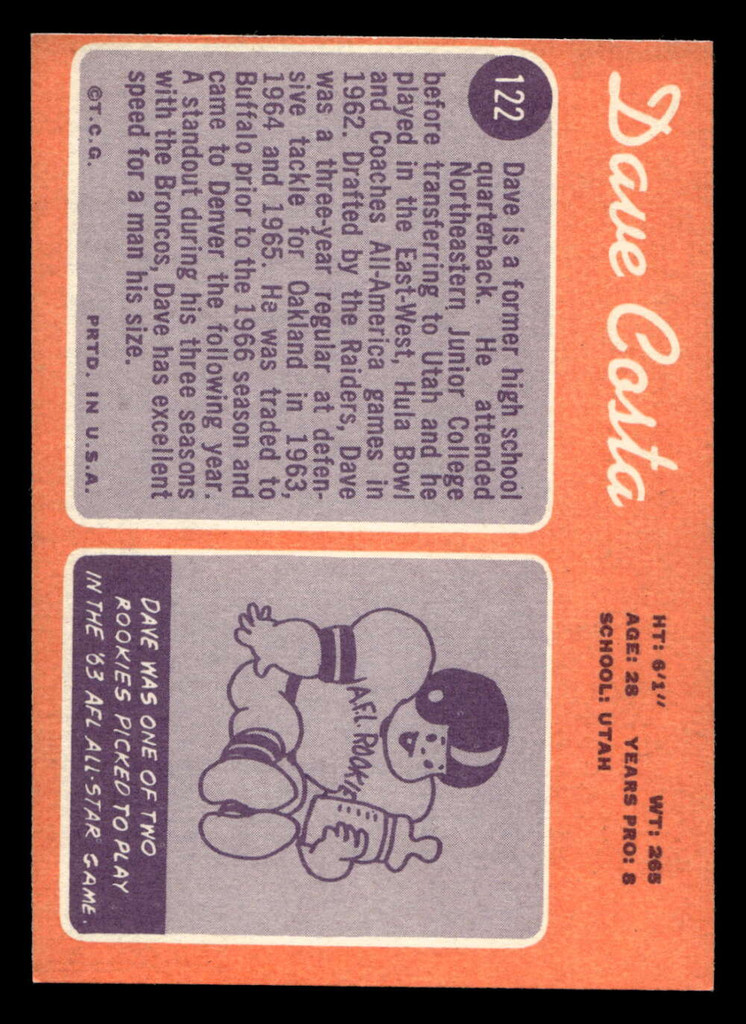 Dave Costa
HT: 6'1" WT: 265
AGE: 28 YEARS PRO: 8
SCHOOL: UTAH
122
Dave is a former high school
quarterback. He attended
Northeastern Junior College
before transferring to Utah and he
played in the East-West, Hula Bowl
and Coaches All-America games in
1962. Drafted by the Raiders, Dave
was a three-year regular at defen-
sive tackle for Oakland in 1963,
1964 and 1965. He was traded to
Buffalo prior to the 1966 season and
came to Denver the following year.
A standout during his three seasons
with the Broncos, Dave has excellent
speed for a man his size.
©T.C.G. PRTD. IN U.S.A.
A.F.L. ROOKIE
DAVE WAS ONE OF TWO
ROOKIES PICKED TO PLAY
IN THE '63 AFL ALL-STAR GAME.